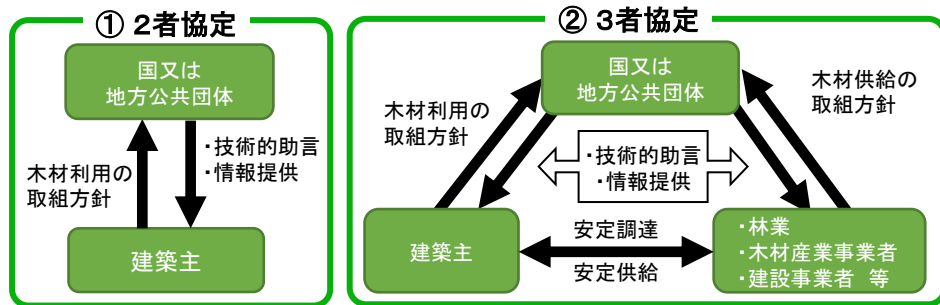 ① 2者協定
国又は
地方公共団体
木材利用の
取組方針
・技術的助言
・情報提供
建築主
② 3者協定
国又は
地方公共団体
木材利用の
取組方針
木材供給の
取組方針
・技術的助言
・情報提供
建築主
安定調達
安定供給
・林業
・木材産業事業者
・建設事業者 等